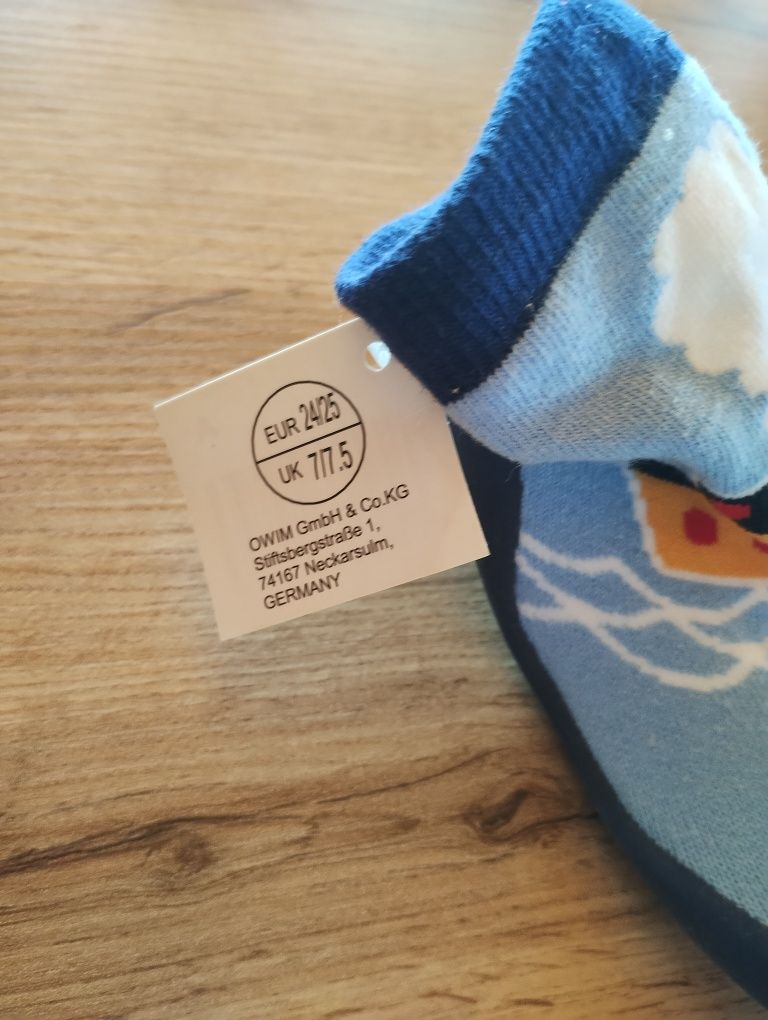 EUR 24/25
UK 7/7.5
OWIM GmbH & Co.KG
Stiftsbergstraße 1,
74167 Neckarsulm,
GERMANY